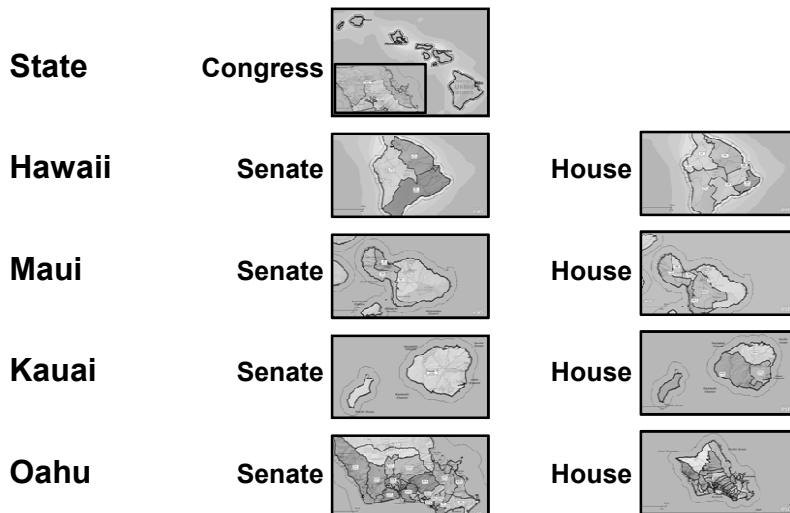 State Congress
Hawaii Senate House
Maui Senate House
Kauai Senate House
Oahu Senate House